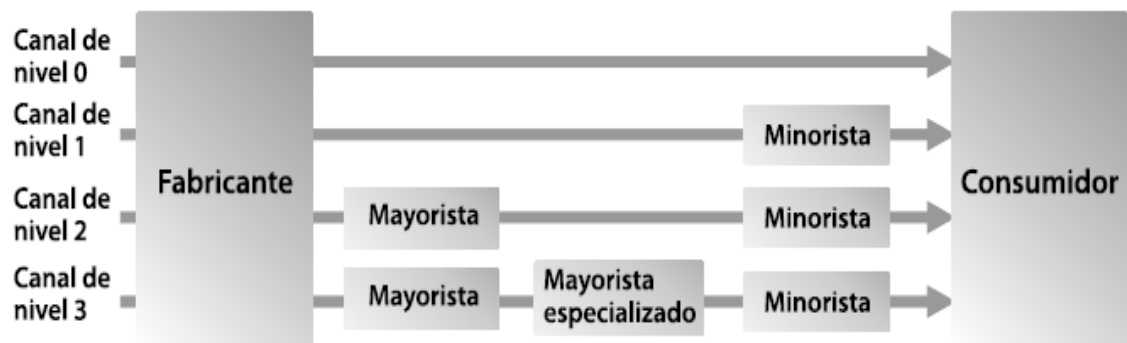 Canal de
nivel 0
Canal de
nivel 1
Minorista
Fabricante
Consumidor
Canal de
nivel 2
Mayorista
Minorista
Canal de
nivel 3
Mayorista
Mayorista
especializado
Minorista